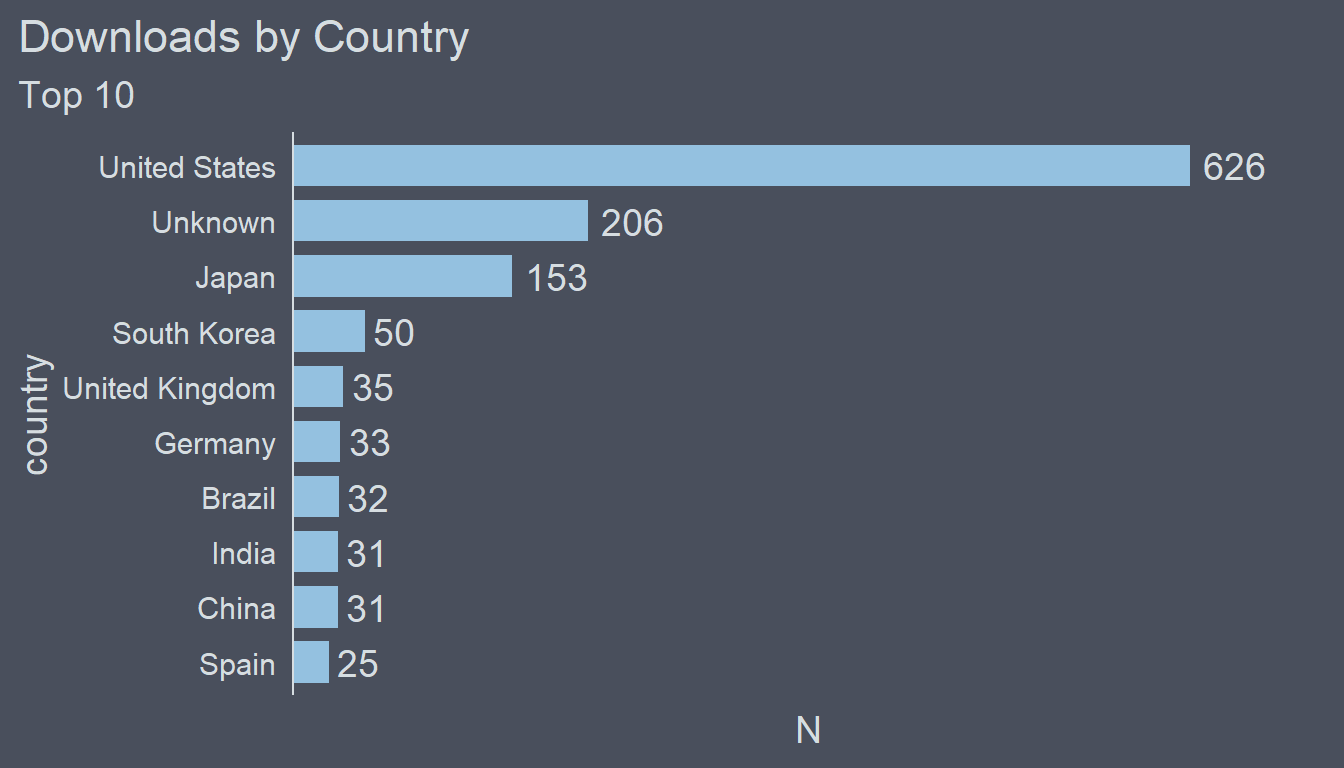 Downloads by Country
Top 10
United States 626
Unknown 206
Japan 153
South Korea 50
United Kingdom 35
Germany 33
Brazil 32
India 31
China 31
Spain 25
country
N